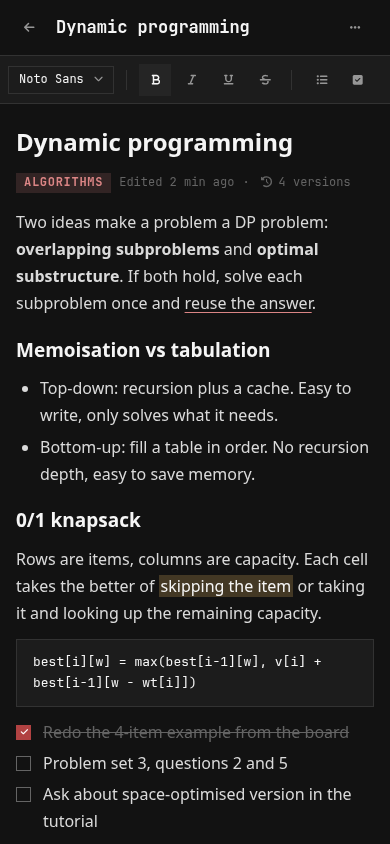 Dynamic programming
Noto Sans
B I U S
Dynamic programming
ALGORITHMS Edited 2 min ago · 4 versions
Two ideas make a problem a DP problem:
overlapping subproblems and optimal
substructure. If both hold, solve each
subproblem once and reuse the answer.
Memoisation vs tabulation
• Top-down: recursion plus a cache. Easy to
write, only solves what it needs.
• Bottom-up: fill a table in order. No recursion
depth, easy to save memory.
0/1 knapsack
Rows are items, columns are capacity. Each cell
takes the better of skipping the item or taking
it and looking up the remaining capacity.
best[i][w] = max(best[i-1][w], v[i] +
best[i-1][w - wt[i]])
Redo the 4-item example from the board
Problem set 3, questions 2 and 5
Ask about space-optimised version in the
tutorial